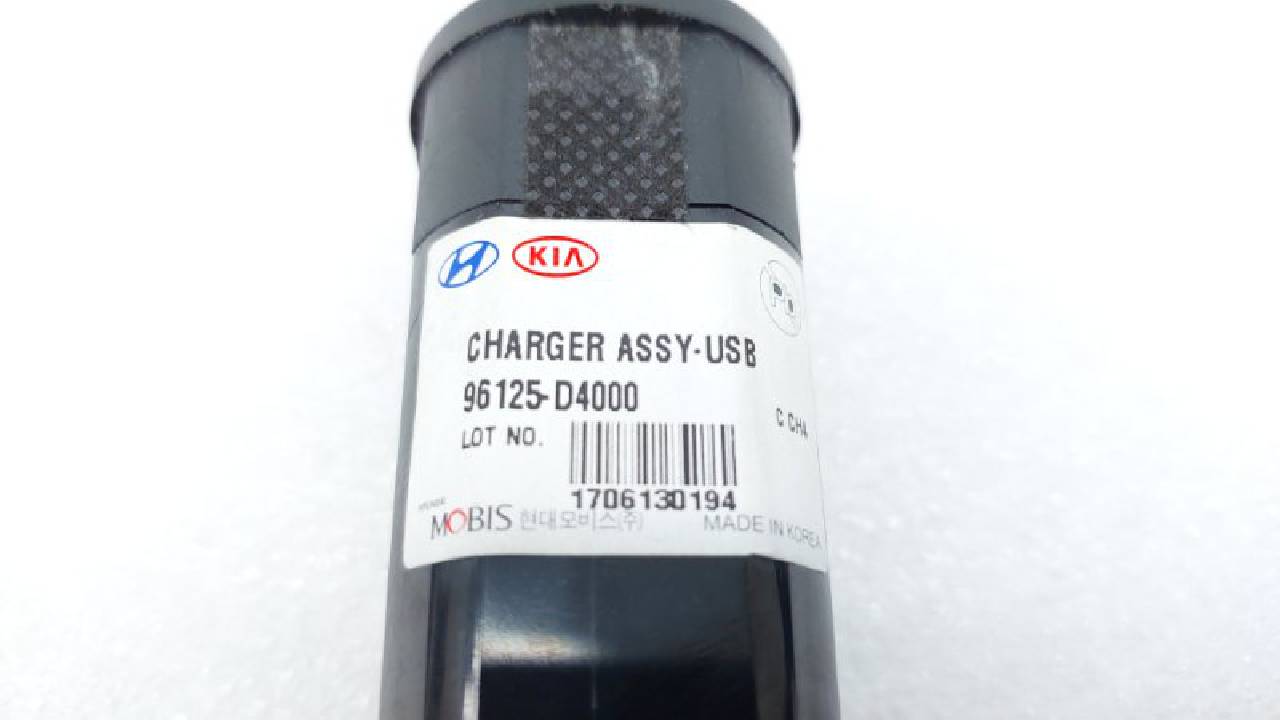 KIA
Pb
CHARGER ASSY-USB
96125-D4000
C CHA
LOT NO.
1706130194
MOBIS 현대모비스(주)
MADE IN KOREA